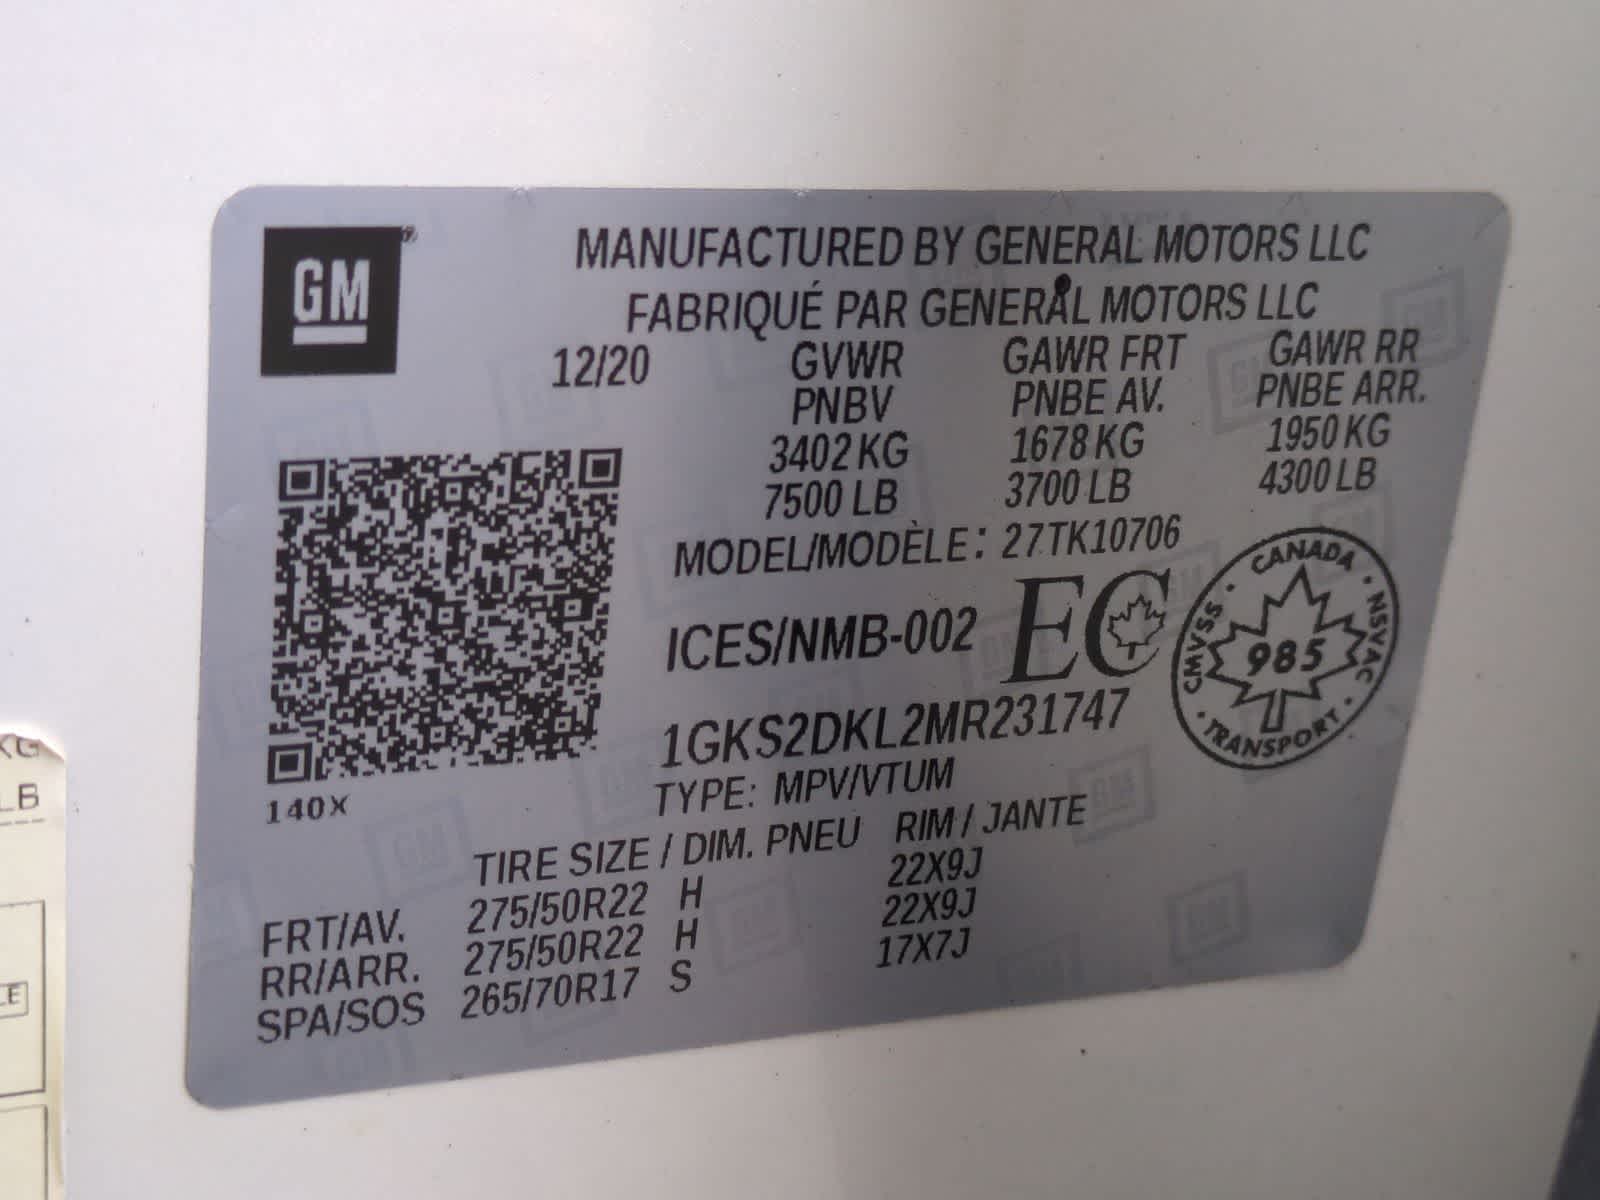 GM
MANUFACTURED BY GENERAL MOTORS LLC
FABRIQUÉ PAR GENERAL MOTORS LLC
12/20 GVWR GAWR FRT GAWR RR
PNBV PNBE AV. PNBE ARR.
3402 KG 1678 KG 1950 KG
7500 LB 3700 LB 4300 LB
MODEL/MODÈLE: 27TK10706
ICES/NMB-002 EC
CANADA · NSVAC · TRANSPORT · CMVSS ·
985
1GKS2DKL2MR231747
TYPE: MPV/VTUM
140X
TIRE SIZE / DIM. PNEU RIM / JANTE
FRT/AV. 275/50R22 H 22X9J
RR/ARR. 275/50R22 H 22X9J
SPA/SOS 265/70R17 S 17X7J
KG
LB
LE